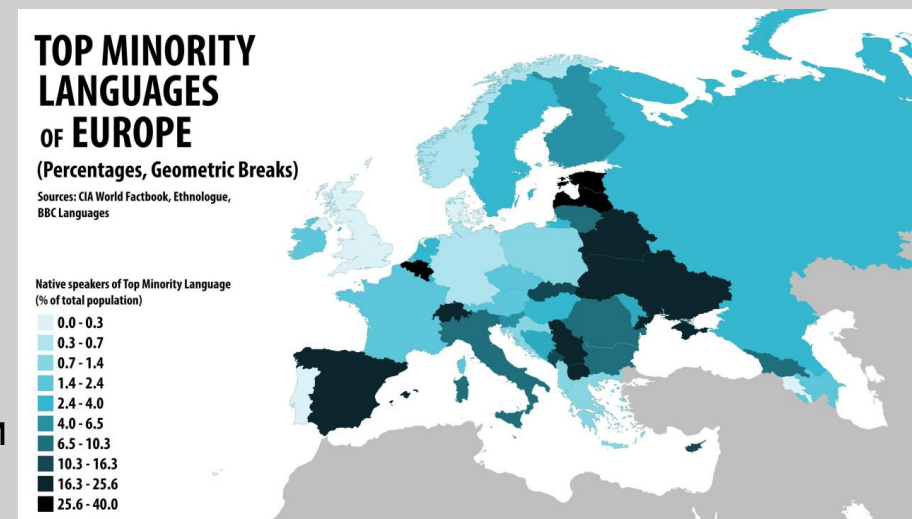 TOP MINORITY
LANGUAGES
OF EUROPE
(Percentages, Geometric Breaks)
Sources: CIA World Factbook, Ethnologue,
BBC Languages
Native speakers of Top Minority Language
(% of total population)
0.0 - 0.3
0.3 - 0.7
0.7 - 1.4
1.4 - 2.4
2.4 - 4.0
4.0 - 6.5
6.5 - 10.3
10.3 - 16.3
16.3 - 25.6
25.6 - 40.0